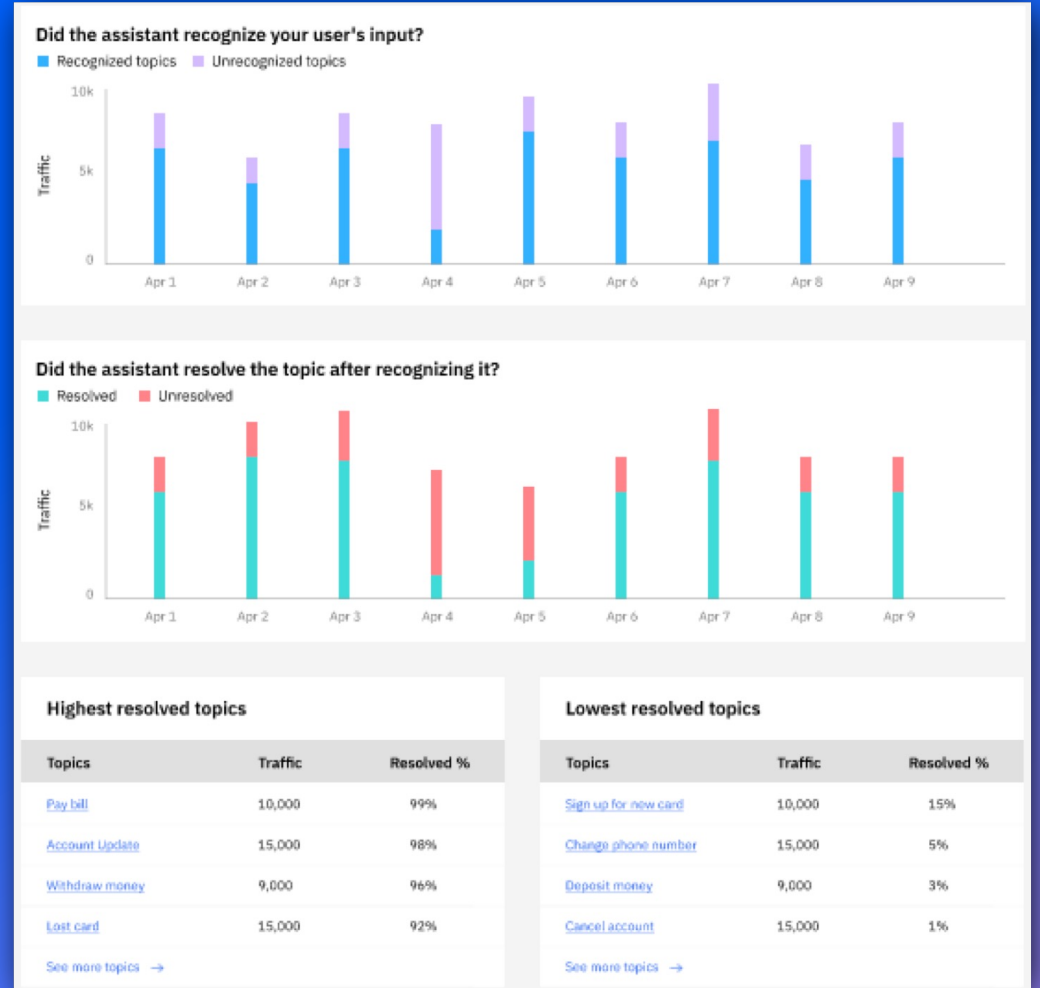 Did the assistant recognize your user's input?
Recognized topics Unrecognized topics
10k
Traffic
5k
0
Apr 1 Apr 2 Apr 3 Apr 4 Apr 5 Apr 6 Apr 7 Apr 8 Apr 9
Did the assistant resolve the topic after recognizing it?
Resolved Unresolved
10k
Traffic
5k
0
Apr 1 Apr 2 Apr 3 Apr 4 Apr 5 Apr 6 Apr 7 Apr 8 Apr 9
Highest resolved topics
Topics Traffic Resolved %
Pay bill 10,000 99%
Account Update 15,000 98%
Withdraw money 9,000 96%
Lost card 15,000 92%
See more topics →
Lowest resolved topics
Topics Traffic Resolved %
Sign up for new card 10,000 15%
Change phone number 15,000 5%
Deposit money 9,000 3%
Cancel account 15,000 1%
See more topics →